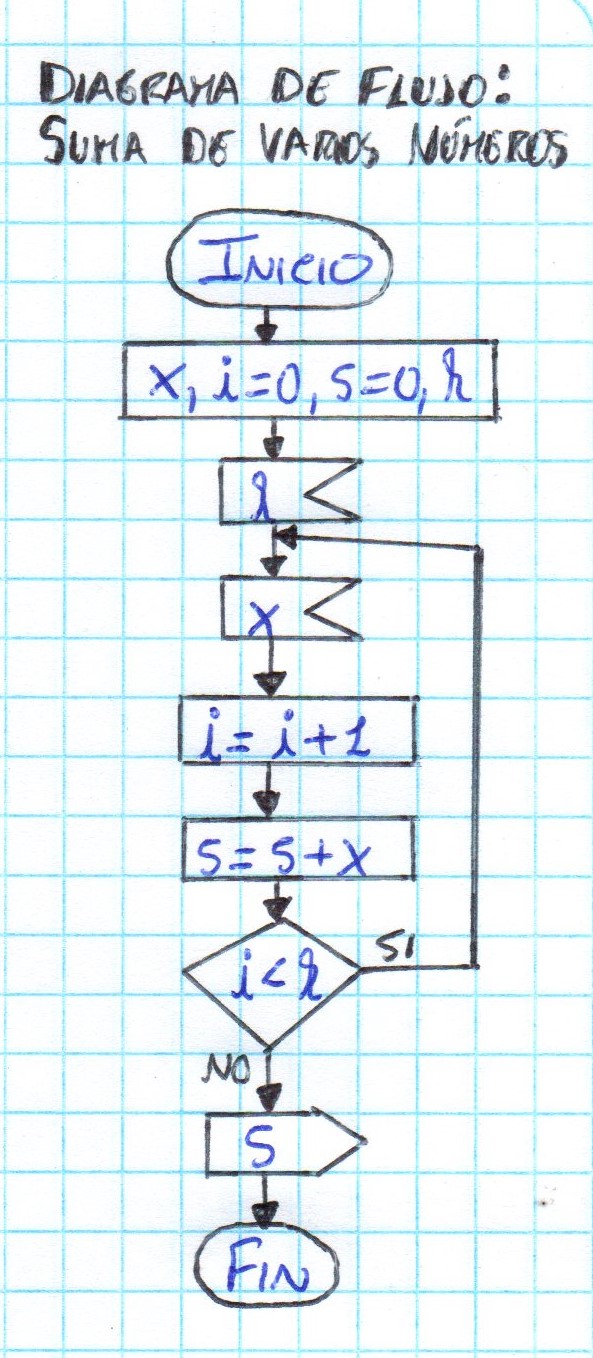 DIAGRAMA DE FLUJO:
SUMA DE VARIOS NÚMEROS
INICIO
x, i=0, s=0, k
k
x
i = i + 1
s = s + x
i < k
SI
NO
S
FIN